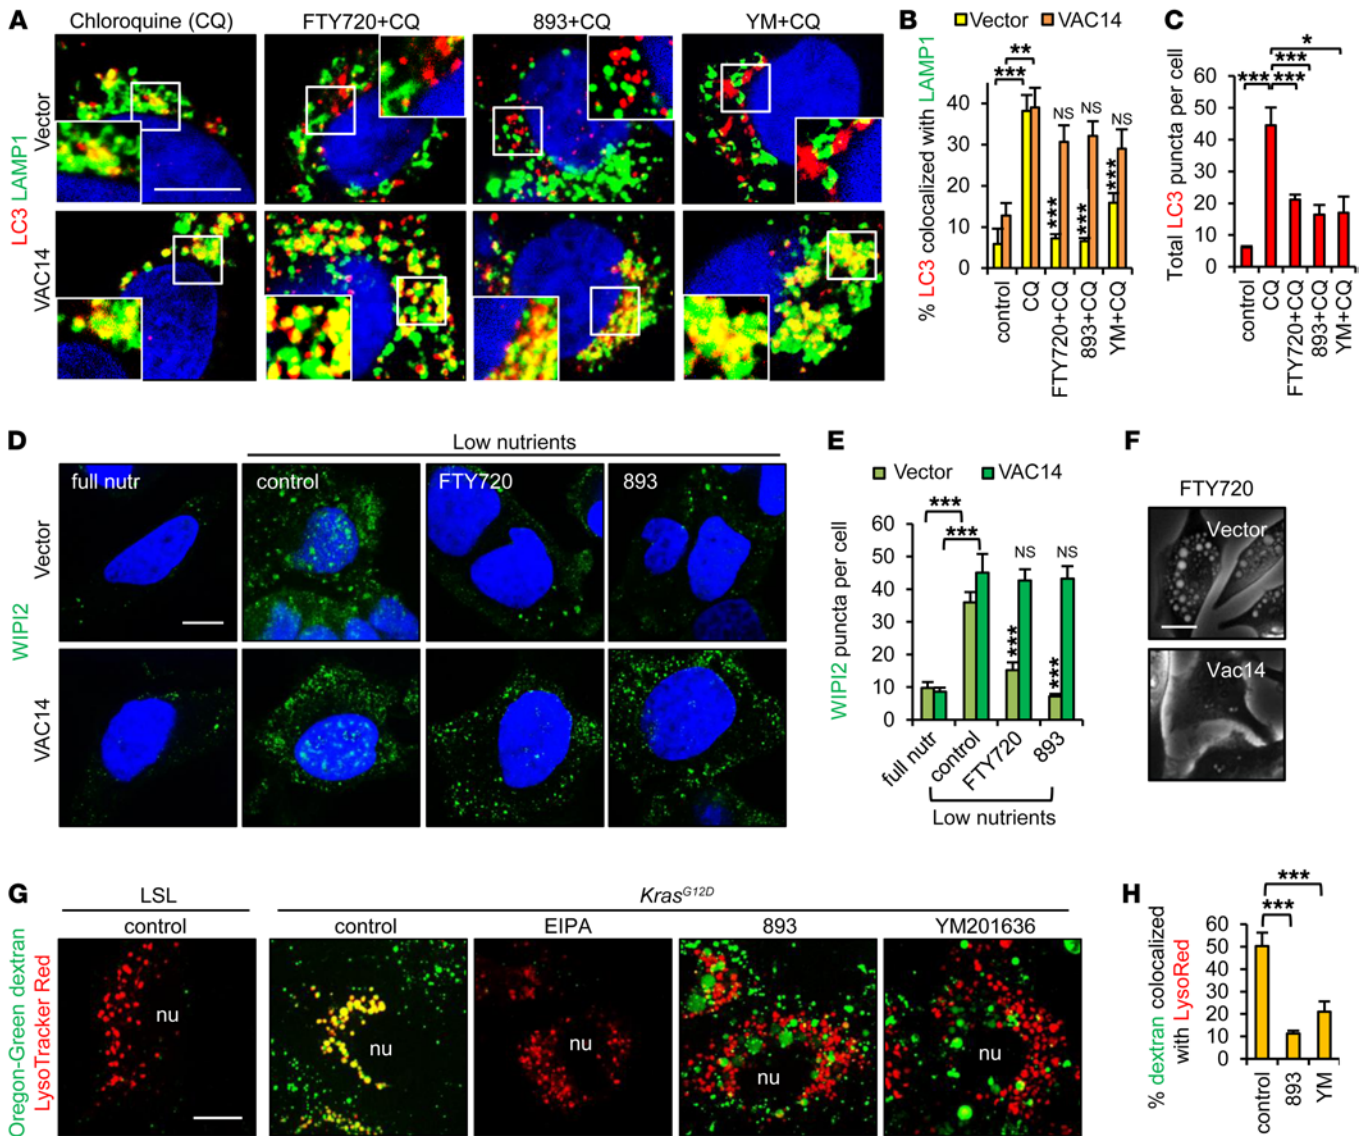 A
Chloroquine (CQ)
FTY720+CQ
893+CQ
YM+CQ
LC3 LAMP1
Vector
VAC14
B
Vector
VAC14
% LC3 colocalized with LAMP1
40
30
20
10
0
**
***
NS
NS
NS
***
***
***
control
CQ
FTY720+CQ
893+CQ
YM+CQ
C
Total LC3 puncta per cell
60
50
40
30
20
10
0
*
***
*** ***
control
CQ
FTY720+CQ
893+CQ
YM+CQ
D
Low nutrients
full nutr
control
FTY720
893
WIPI2
Vector
VAC14
E
Vector
VAC14
WIPI2 puncta per cell
60
50
40
30
20
10
0
***
***
NS
NS
***
***
full nutr
control
FTY720
893
Low nutrients
F
FTY720
Vector
Vac14
G
LSL
KrasG12D
control
control
EIPA
893
YM201636
Oregon-Green dextran
LysoTracker Red
nu
nu
nu
nu
nu
H
% dextran colocalized
with LysoRed
60
50
40
30
20
10
0
***
***
control
893
YM